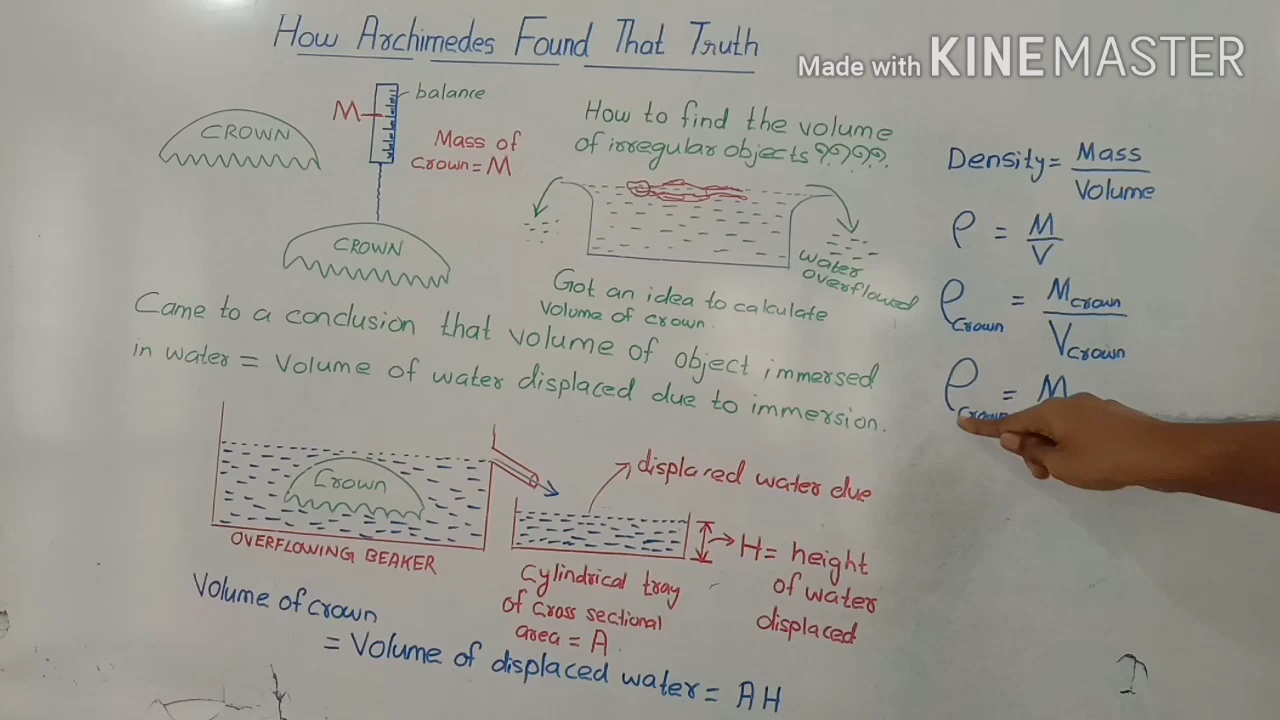 How Archimedes Found That Truth
Made with KINEMASTER
CROWN
M
balance
Mass of
Crown = M
CROWN
How to find the volume
of irregular objects ????
water
overflowed
Got an idea to calculate
Volume of crown.
Came to a conclusion that volume of object immersed
in water = Volume of water displaced due to immersion.
Crown
OVERFLOWING BEAKER
displaced water due
H = height
of water
displaced
Cylindrical tray
of cross sectional
area = A.
Volume of crown
= Volume of displaced water = AH
Density = Mass / Volume
ρ = M / V
ρ Crown = M crown / V crown
ρ Crown = M